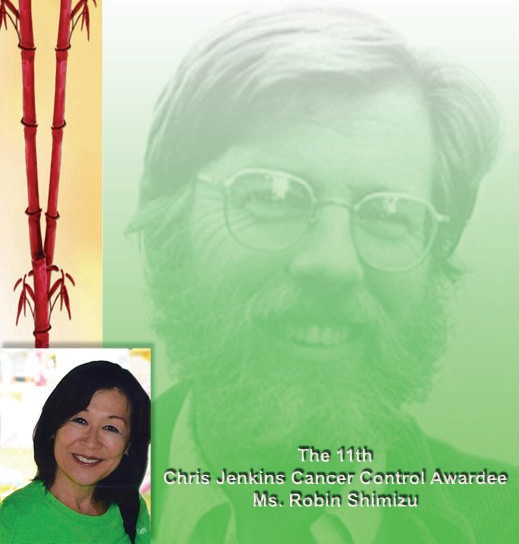 The 11th
Chris Jenkins Cancer Control Awardee
Ms. Robin Shimizu